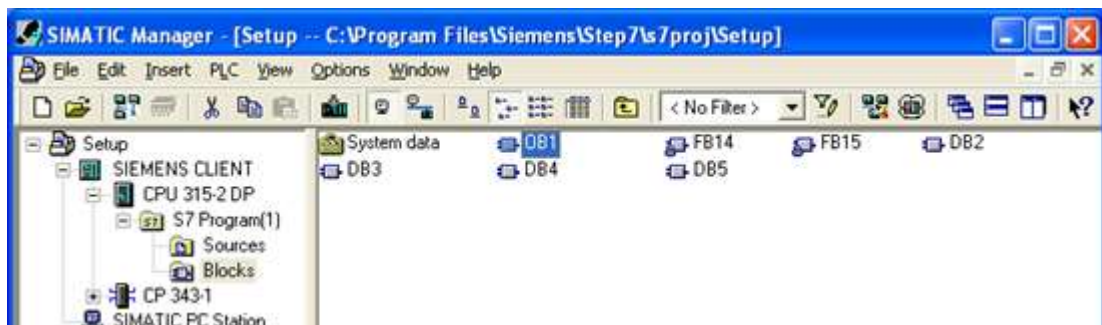 SIMATIC Manager - [Setup -- C:\Program Files\Siemens\Step7\s7proj\Setup]
File Edit Insert PLC View Options Window Help
< No Filter >
Setup
SIEMENS CLIENT
CPU 315-2 DP
S7 Program(1)
Sources
Blocks
CP 343-1
SIMATIC PC Station
System data OB1 FB14 FB15 DB2
DB3 DB4 DB5